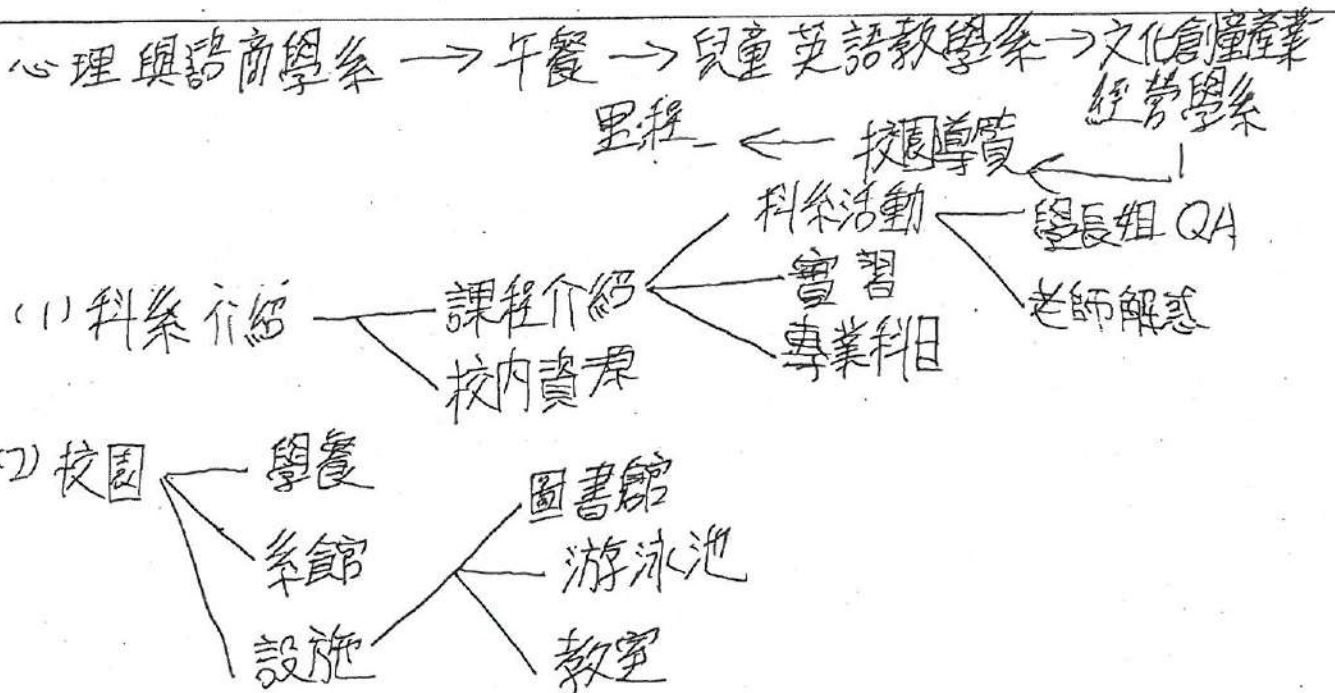 心理與諮商學系 → 午餐 → 兒童英語教學系 → 文化創意產業
經營學系
里程 ← 校園導覽
科系活動
學長姐 QA
實習
老師解惑
(1) 科系介紹
課程介紹
專業科目
校內資源
(2) 校園
學餐
圖書館
系館
游泳池
設施
教室